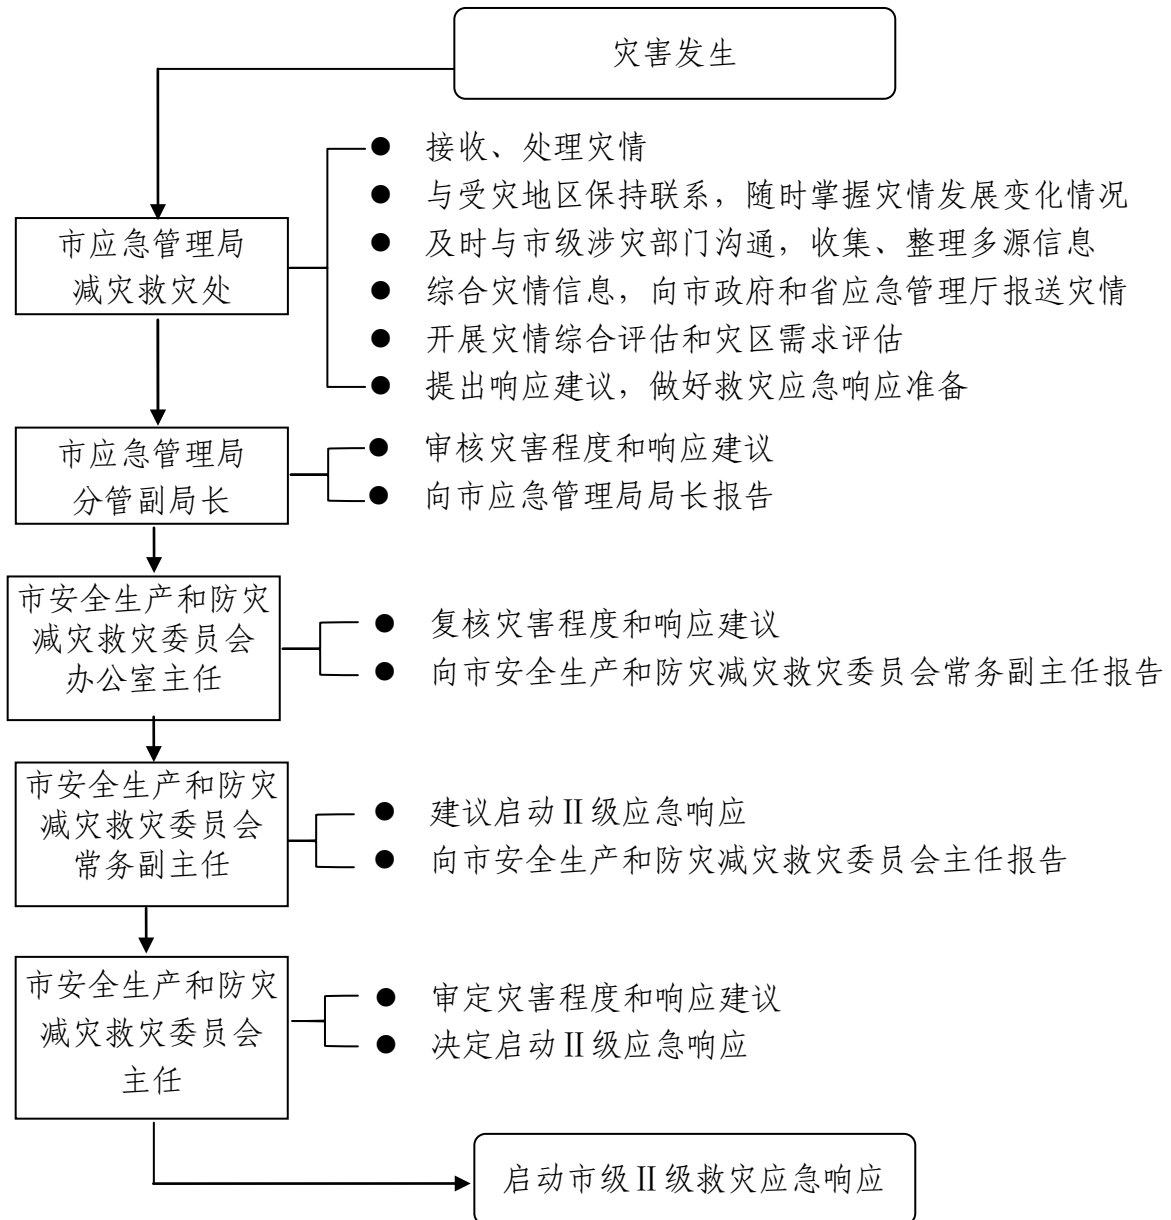 灾害发生
市应急管理局
减灾救灾处
● 接收、处理灾情
● 与受灾地区保持联系，随时掌握灾情发展变化情况
● 及时与市级涉灾部门沟通，收集、整理多源信息
● 综合灾情信息，向市政府和省应急管理厅报送灾情
● 开展灾情综合评估和灾区需求评估
● 提出响应建议，做好救灾应急响应准备
市应急管理局
分管副局长
● 审核灾害程度和响应建议
● 向市应急管理局局长报告
市安全生产和防灾
减灾救灾委员会
办公室主任
● 复核灾害程度和响应建议
● 向市安全生产和防灾减灾救灾委员会常务副主任报告
市安全生产和防灾
减灾救灾委员会
常务副主任
● 建议启动Ⅱ级应急响应
● 向市安全生产和防灾减灾救灾委员会主任报告
市安全生产和防灾
减灾救灾委员会
主任
● 审定灾害程度和响应建议
● 决定启动Ⅱ级应急响应
启动市级Ⅱ级救灾应急响应